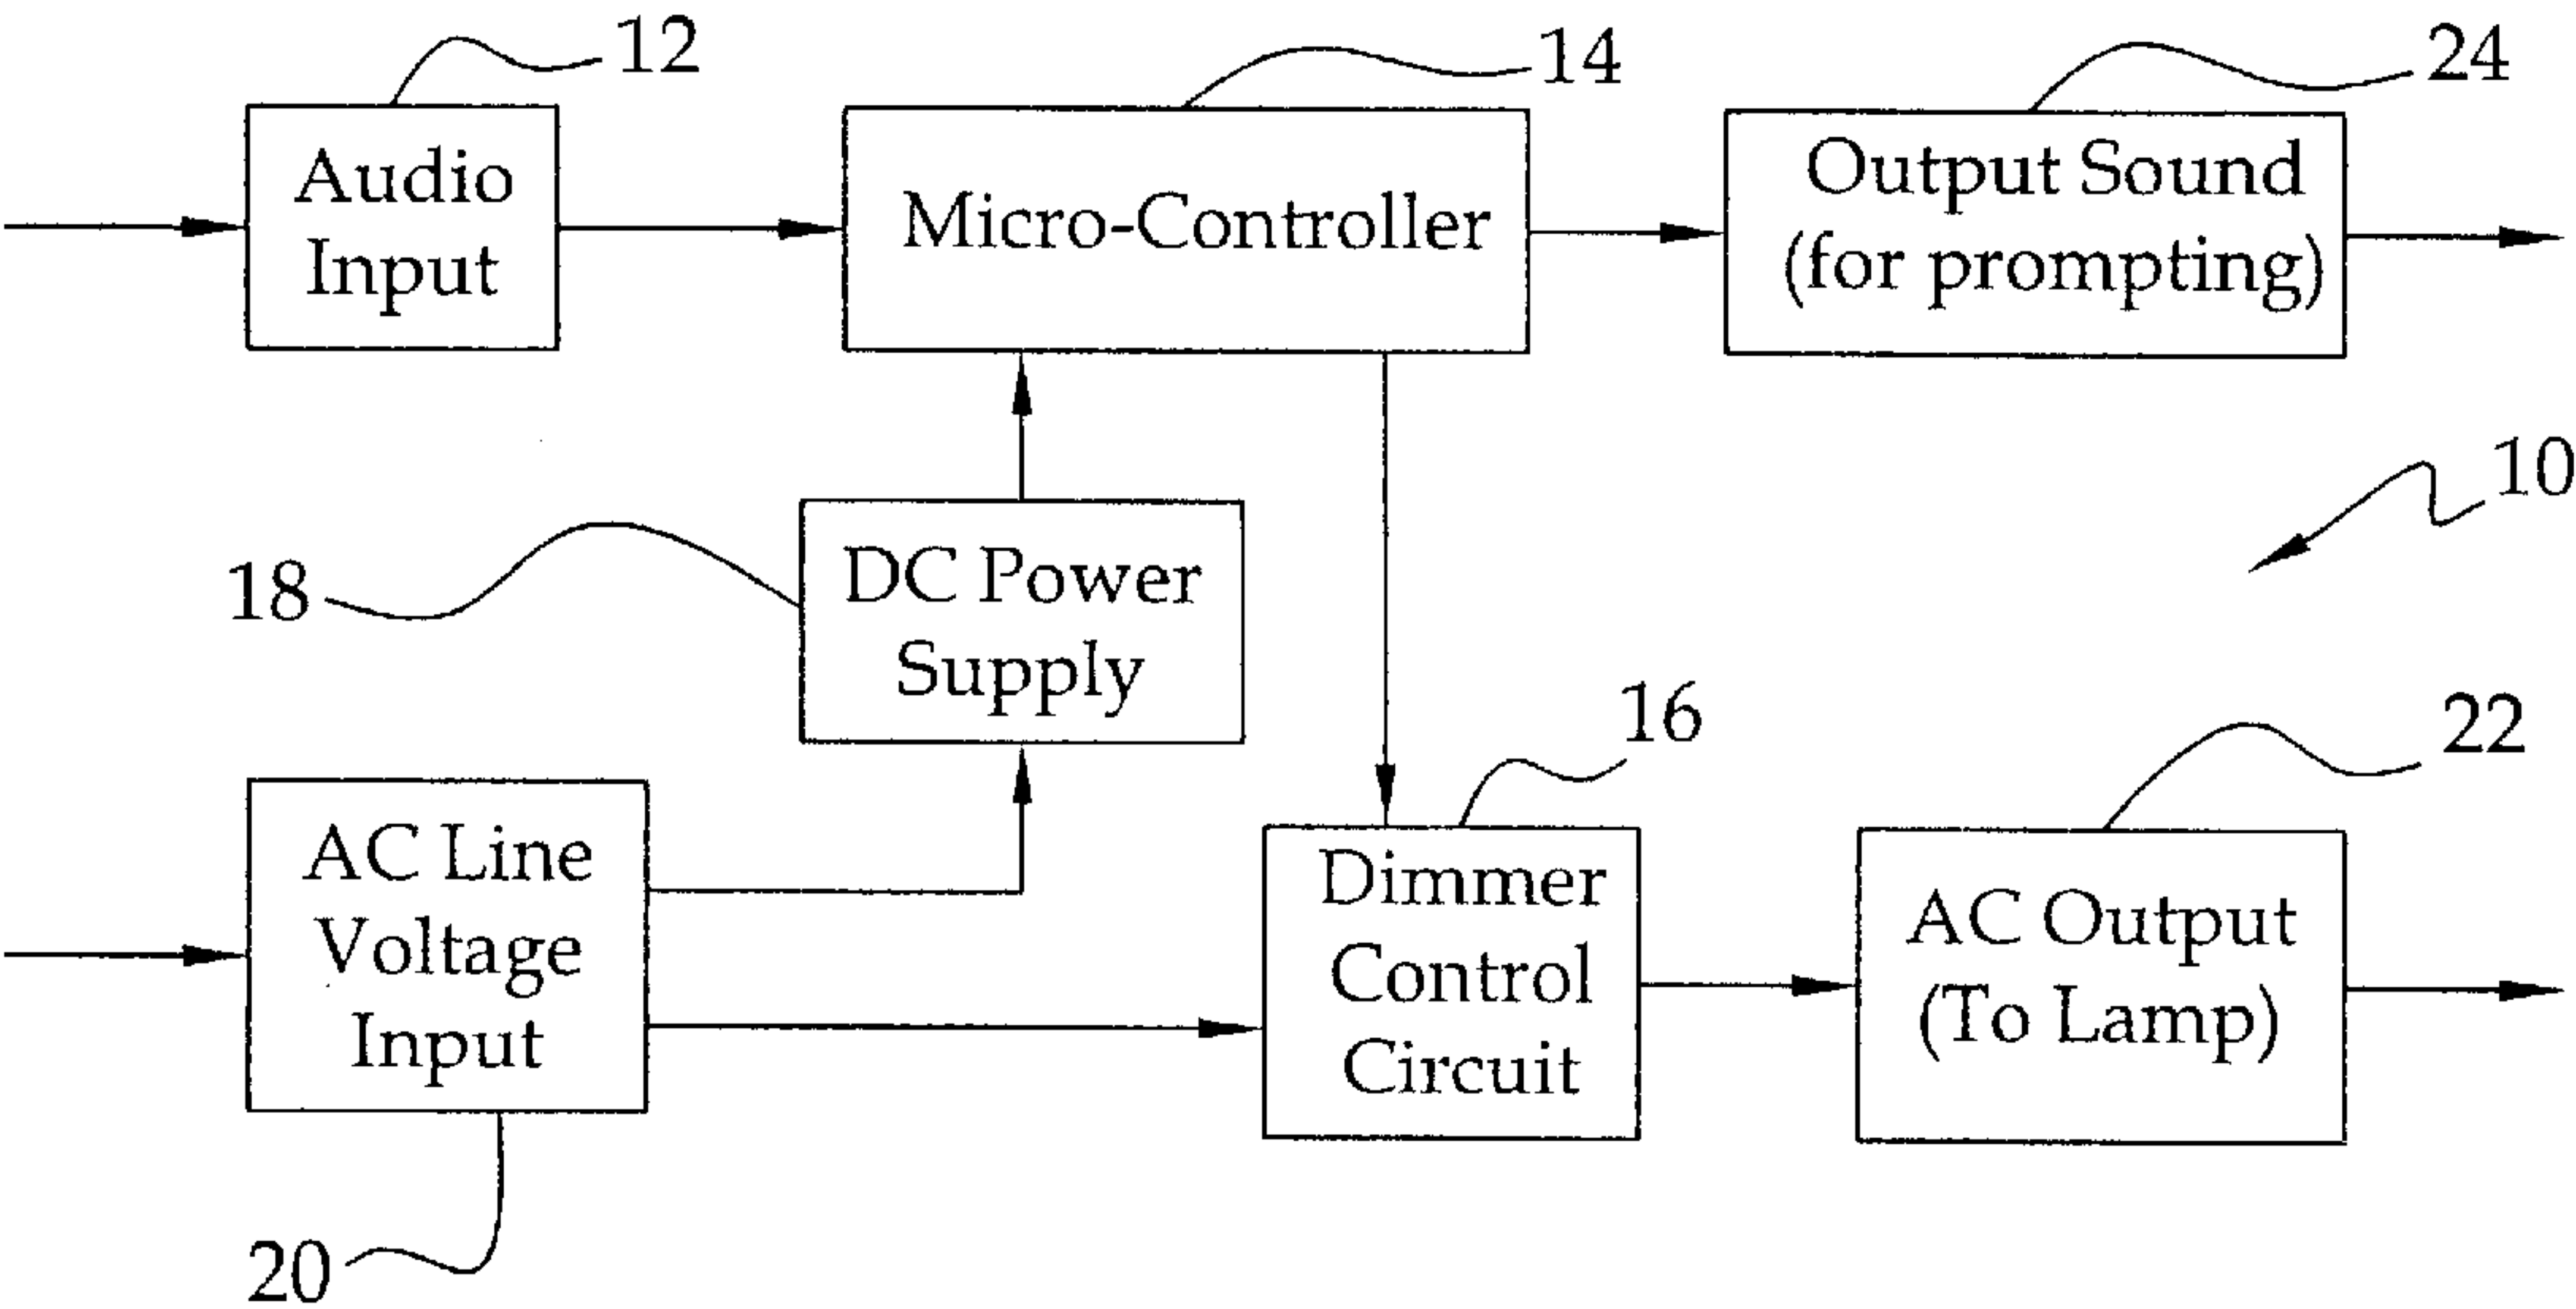 12
14
24
Audio
Input
Micro-Controller
Output Sound
(for prompting)
10
18
DC Power
Supply
16
22
AC Line
Voltage
Input
Dimmer
Control
Circuit
AC Output
(To Lamp)
20